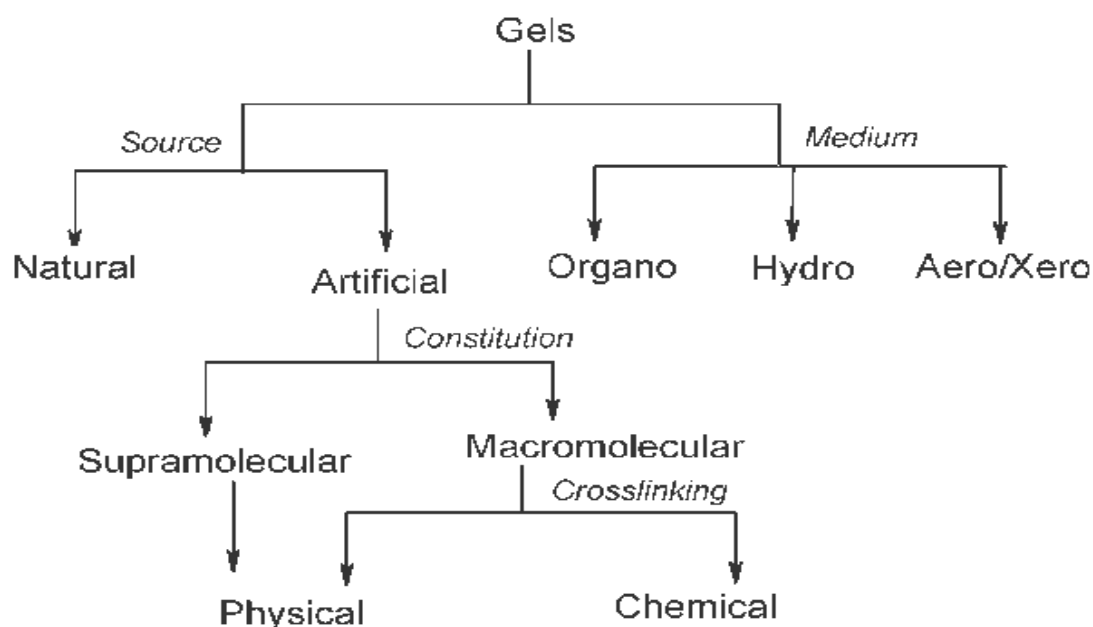 Gels
Source
Medium
Natural
Artificial
Organo
Hydro
Aero/Xero
Constitution
Supramolecular
Macromolecular
Crosslinking
Physical
Chemical